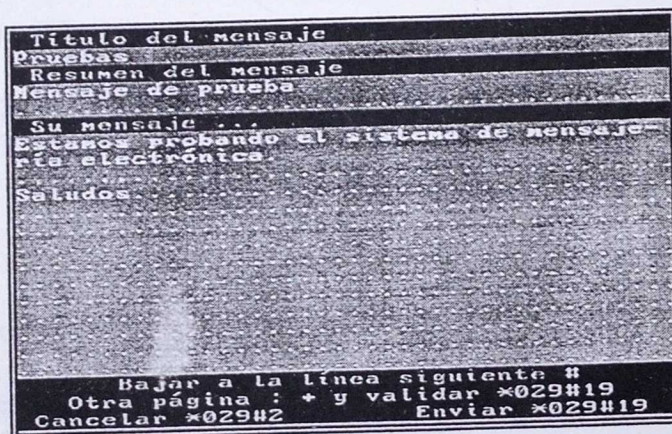 Título del mensaje
Pruebas
Resumen del mensaje
Mensaje de prueba
Su mensaje ...
Estamos probando el sistema de mensaje-
ría electrónica.
Saludos
Bajar a la línea siguiente #
Otra página : + y validar *029#19
Cancelar *029#2 Enviar *029#19